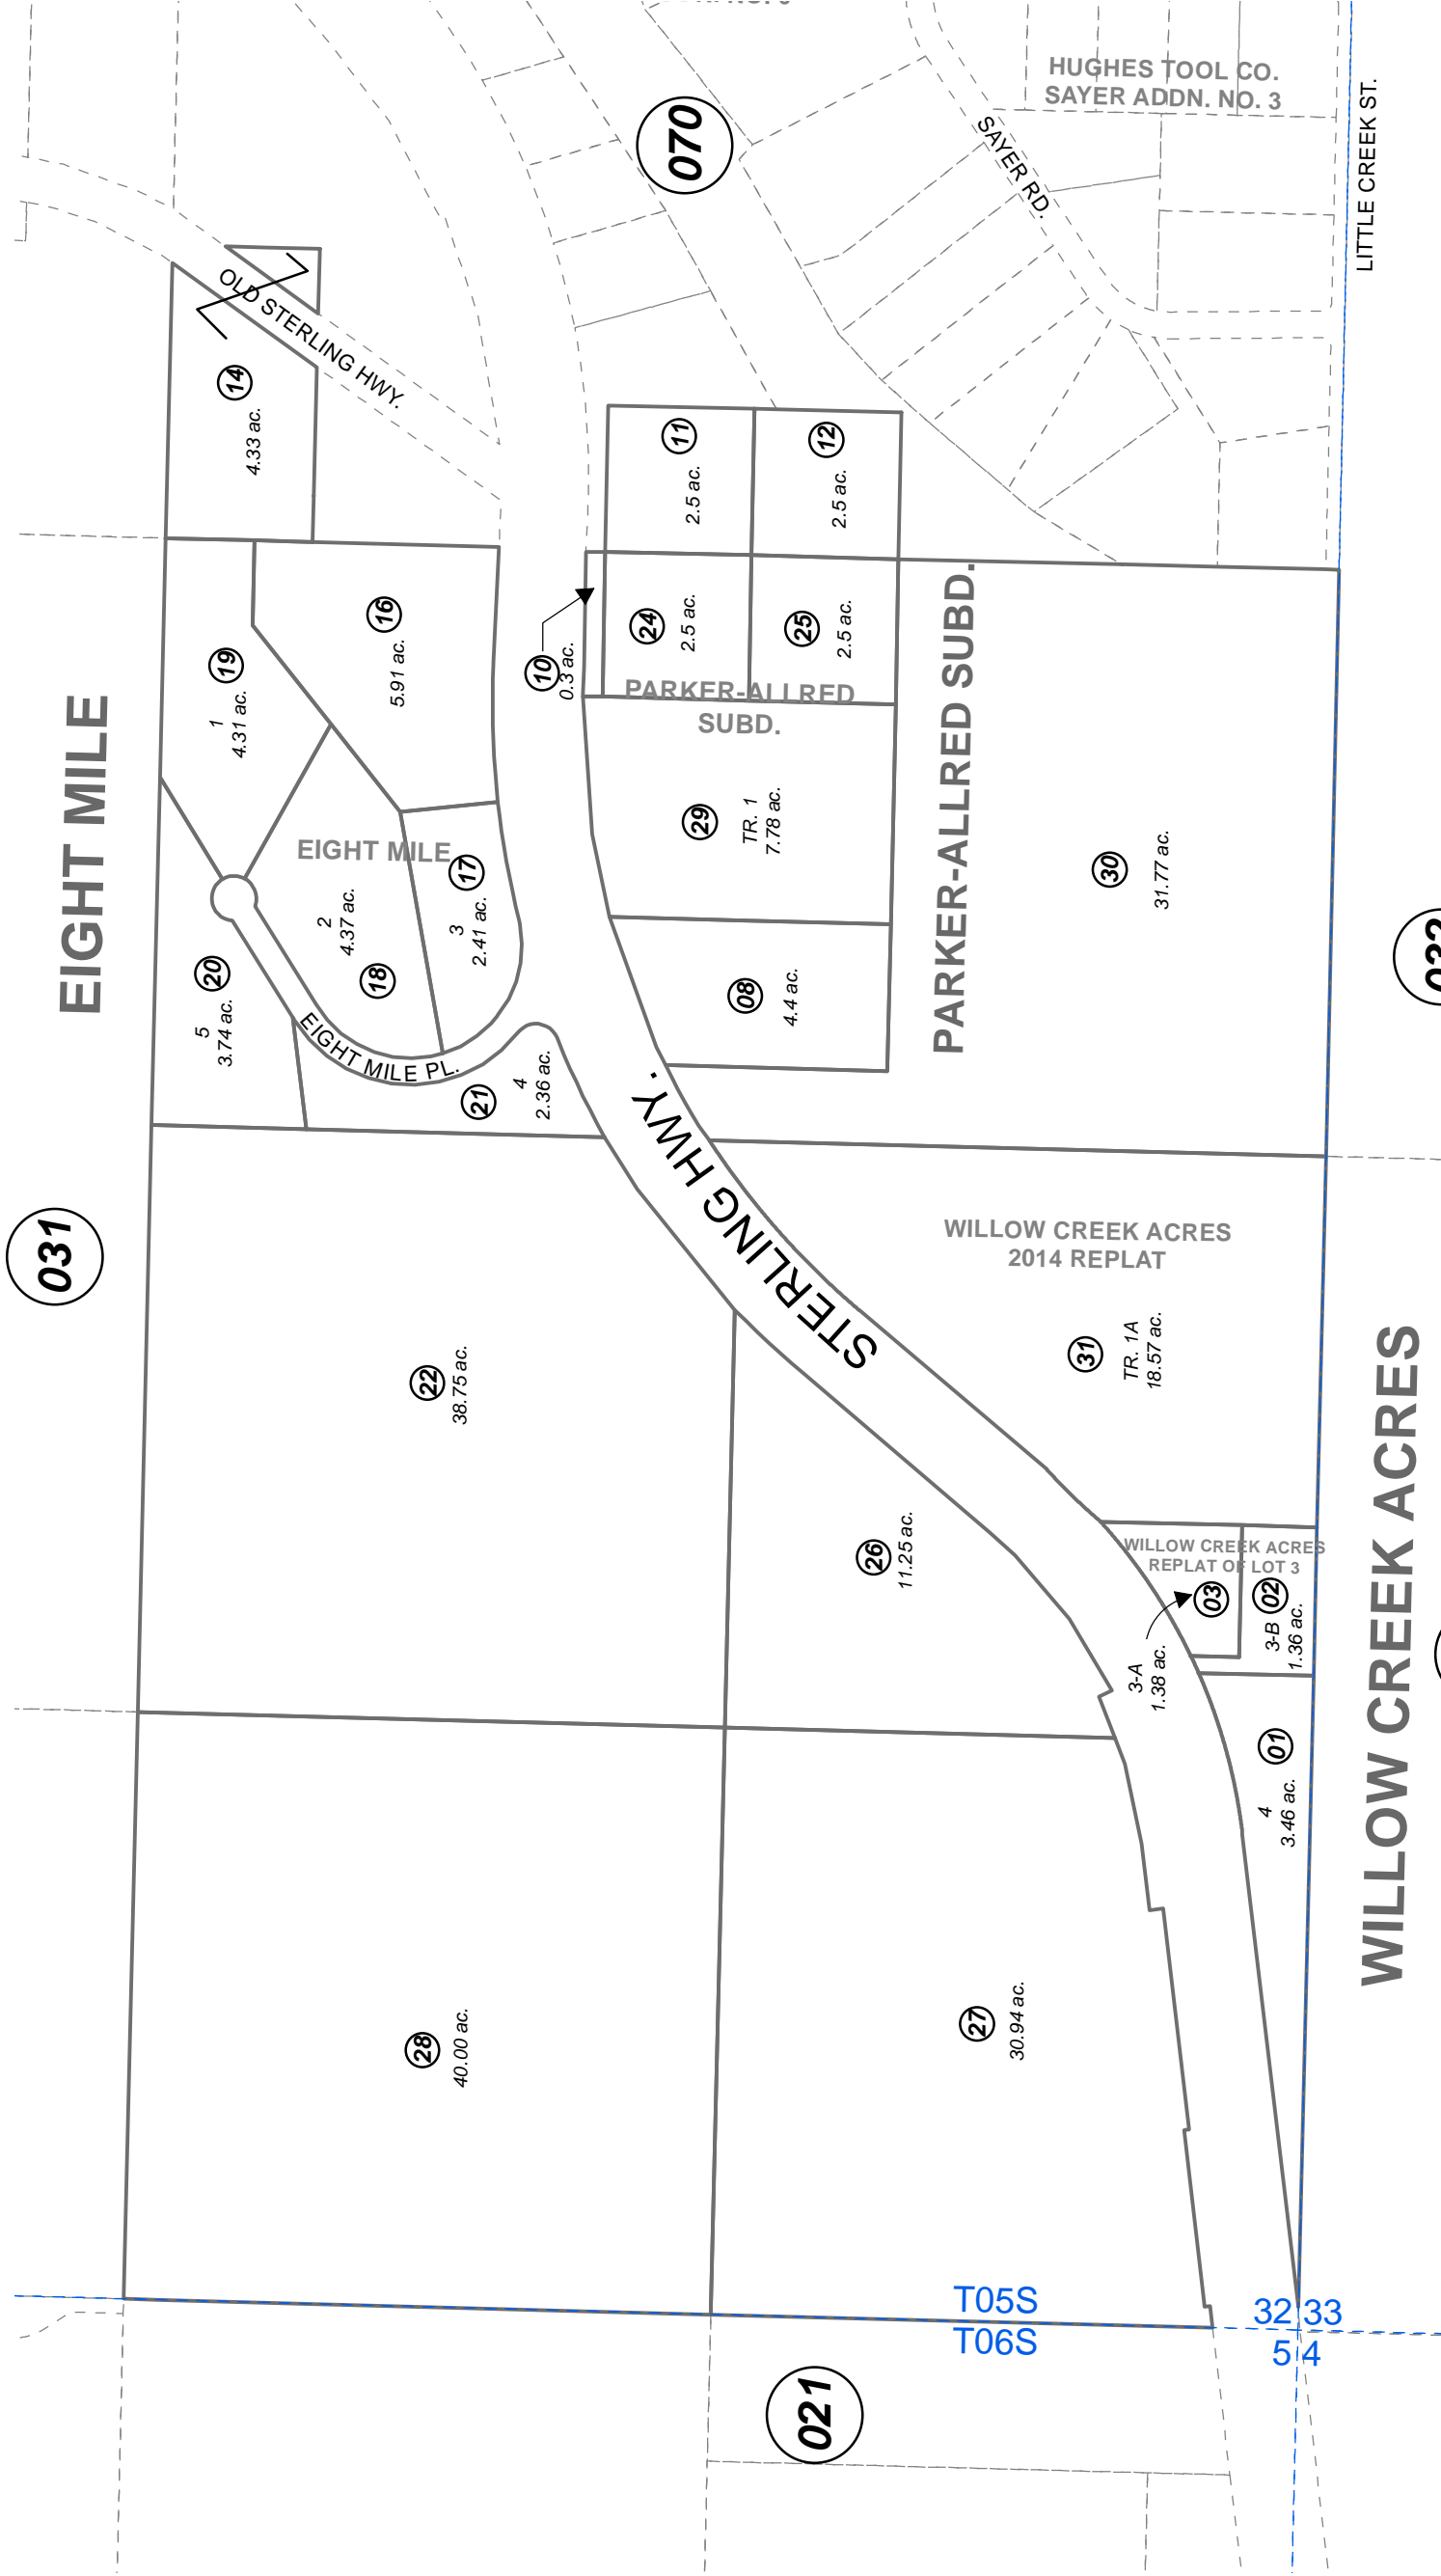 HUGHES TOOL CO.
SAYER ADDN. NO. 3
LITTLE CREEK ST.
SAYER RD.
070
OLD STERLING HWY.
14
4.33 ac.
11
2.5 ac.
12
2.5 ac.
EIGHT MILE
19
1
4.31 ac.
16
5.91 ac.
10
0.3 ac.
24
2.5 ac.
25
2.5 ac.
PARKER-ALLRED
SUBD.
PARKER-ALLRED SUBD.
EIGHT MILE
20
5
3.74 ac.
2
4.37 ac.
18
17
3
2.41 ac.
29
TR. 1
7.78 ac.
30
31.77 ac.
08
4.4 ac.
EIGHT MILE PL.
21
4
2.36 ac.
STERLING HWY.
031
22
38.75 ac.
WILLOW CREEK ACRES
2014 REPLAT
31
TR. 1A
18.57 ac.
26
11.25 ac.
WILLOW CREEK ACRES
REPLAT OF LOT 3
03
3-A
1.38 ac.
02
3-B
1.36 ac.
01
4
3.46 ac.
WILLOW CREEK ACRES
28
40.00 ac.
27
30.94 ac.
T05S
T06S
32 33
5 4
021